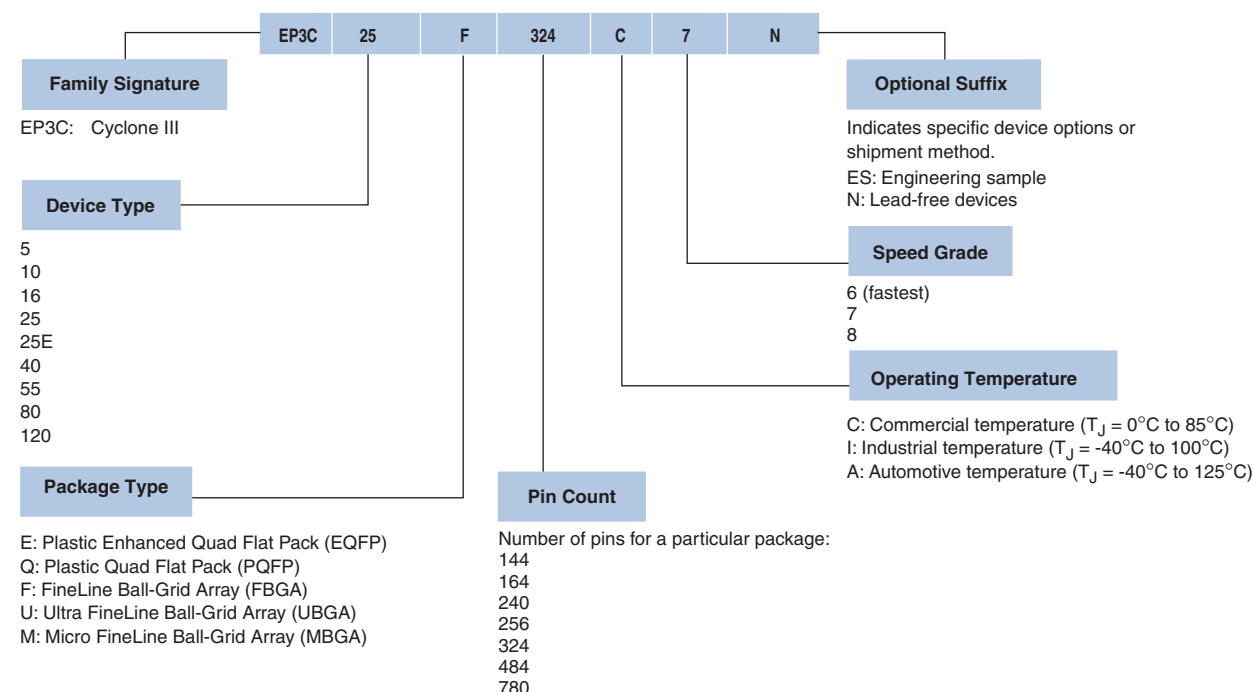 EP3C 25 F 324 C 7 N
Family Signature
EP3C: Cyclone III
Device Type
5
10
16
25
25E
40
55
80
120
Package Type
E: Plastic Enhanced Quad Flat Pack (EQFP)
Q: Plastic Quad Flat Pack (PQFP)
F: FineLine Ball-Grid Array (FBGA)
U: Ultra FineLine Ball-Grid Array (UBGA)
M: Micro FineLine Ball-Grid Array (MBGA)
Pin Count
Number of pins for a particular package:
144
164
240
256
324
484
780
Optional Suffix
Indicates specific device options or
shipment method.
ES: Engineering sample
N: Lead-free devices
Speed Grade
6 (fastest)
7
8
Operating Temperature
C: Commercial temperature (TJ = 0°C to 85°C)
I: Industrial temperature (TJ = -40°C to 100°C)
A: Automotive temperature (TJ = -40°C to 125°C)